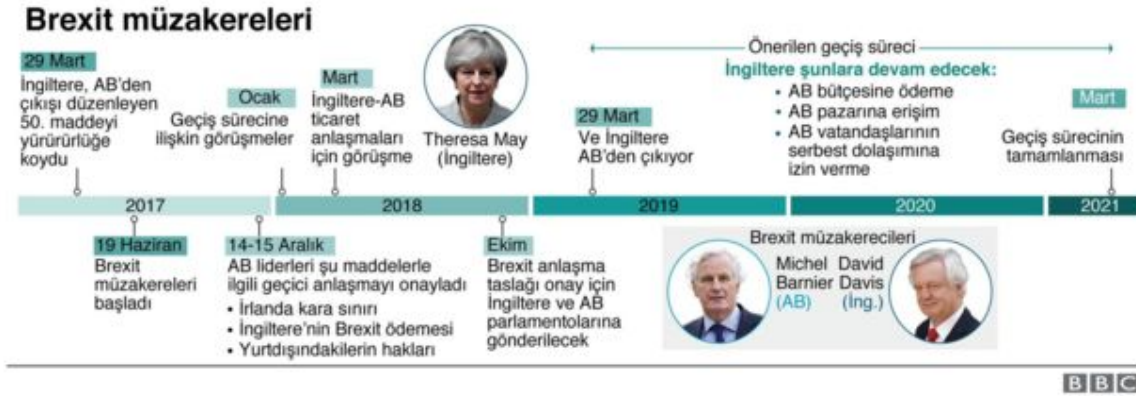 Brexit müzakereleri
29 Mart
İngiltere, AB'den
çıkışı düzenleyen
50. maddeyi
yürürürlüğe
koydu
Ocak
Geçiş sürecine
ilişkin görüşmeler
Mart
İngiltere-AB
ticaret
anlaşmaları
için görüşme
Theresa May
(İngiltere)
29 Mart
Ve İngiltere
AB'den çıkıyor
Önerilen geçiş süreci
İngiltere şunlara devam edecek:
• AB bütçesine ödeme
• AB pazarına erişim
• AB vatandaşlarının
serbest dolaşımına
izin verme
Mart
Geçiş sürecinin
tamamlanması
2017
2018
2019
2020
2021
19 Haziran
Brexit
müzakereleri
başladı
14-15 Aralık
AB liderleri şu maddelerle
ilgili geçici anlaşmayı onayladı
• İrlanda kara sınırı
• İngiltere'nin Brexit ödemesi
• Yurtdışındakilerin hakları
Ekim
Brexit anlaşma
taslağı onay için
İngiltere ve AB
parlamentolarına
gönderilecek
Brexit müzakerecileri
Michel
Barnier
(AB)
David
Davis
(İng.)
BBC